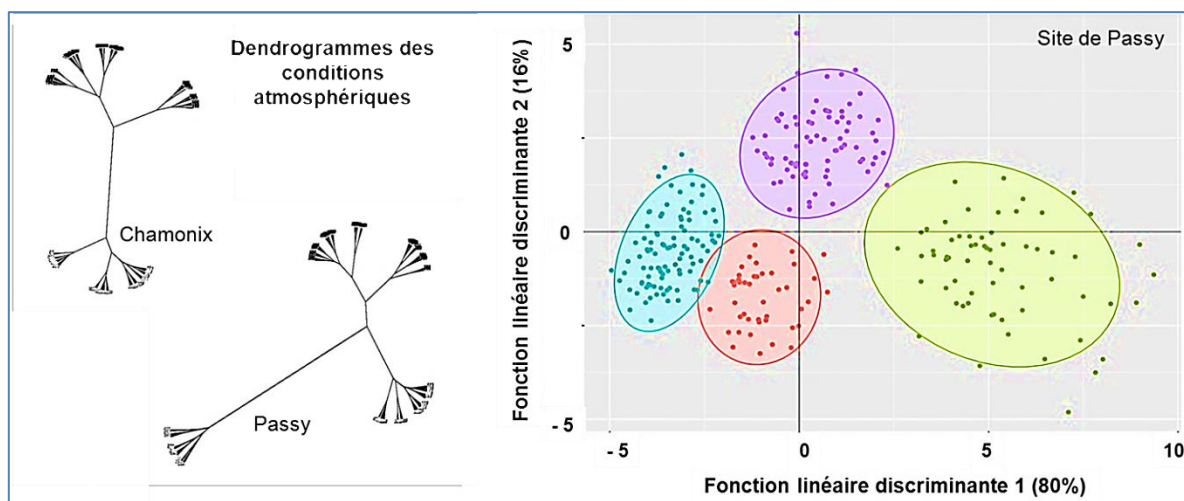 Dendrogrammes des
conditions
atmosphériques
Chamonix
Passy
Fonction linéaire discriminante 2 (16%)
5
0
- 5
Site de Passy
- 5
0
5
10
Fonction linéaire discriminante 1 (80%)